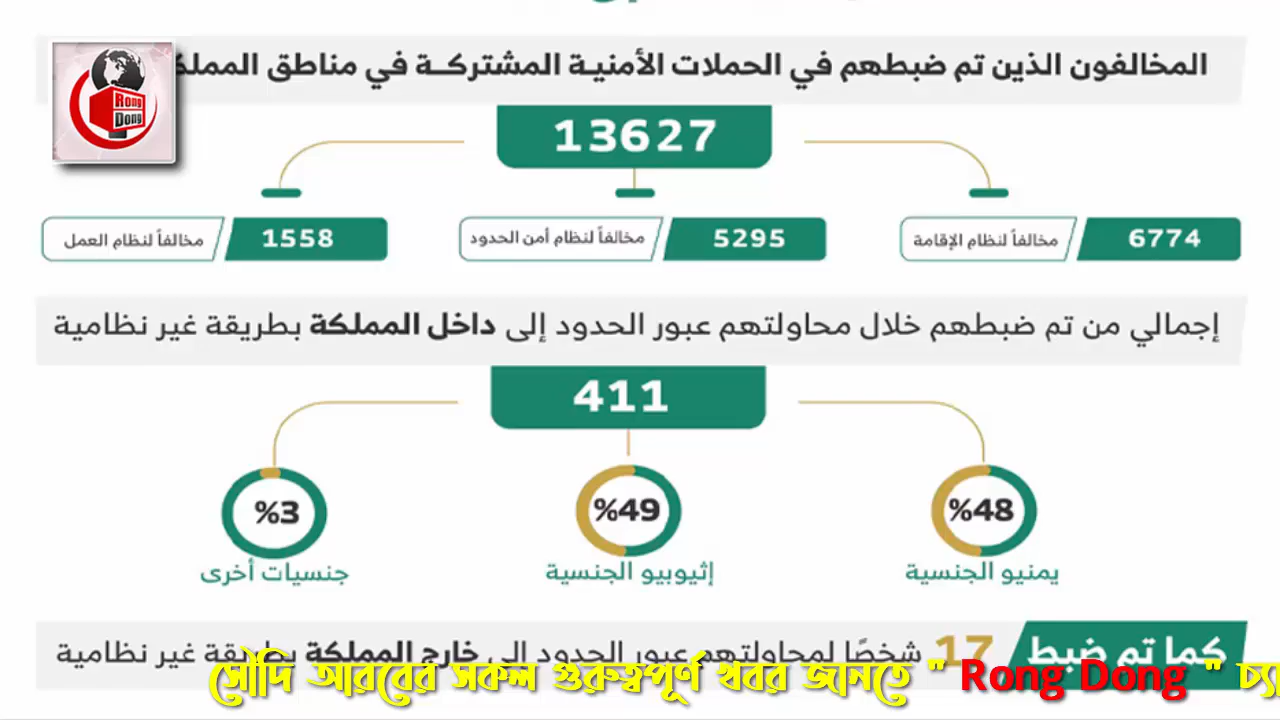 المخالفون الذين تم ضبطهم في الحملات الأمنية المشتركة في مناطق
Rong
Dong
13627
6774 مخالفاً لنظام الإقامة
5295 مخالفاً لنظام أمن الحدود
1558 مخالفاً لنظام العمل
إجمالي من تم ضبطهم خلال محاولتهم عبور الحدود إلى داخل المملكة بطريقة غير نظامية
411
%48
يمنيو الجنسية
%49
إثيوبيو الجنسية
%3
جنسيات أخرى
كما تم ضبط 17 شخصًا لمحاولتهم عبور الحدود إلى خارج المملكة بطريقة غير نظامية
সৌদি আরবের সকল গুরুত্বপূর্ণ খবর জানতে " Rong Dong "